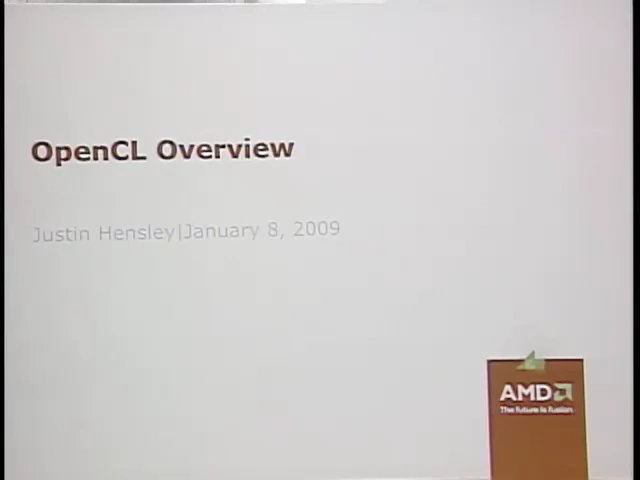 OpenCL Overview
Justin Hensley|January 8, 2009
AMD
The future is fusion